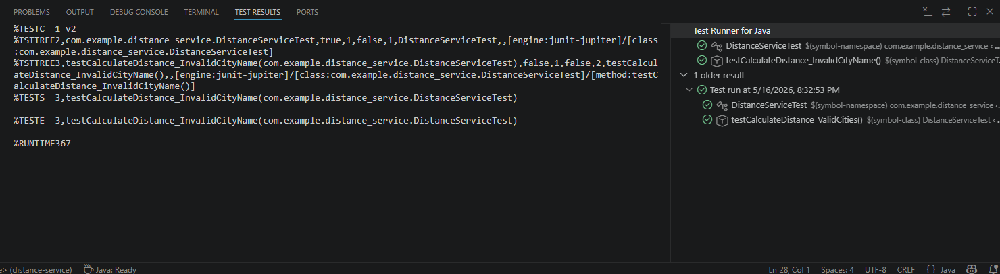 PROBLEMS OUTPUT DEBUG CONSOLE TERMINAL TEST RESULTS PORTS
%TESTC  1 v2
%TSTTREE2,com.example.distance_service.DistanceServiceTest,true,1,false,1,DistanceServiceTest,,[engine:junit-jupiter]/[class
:com.example.distance_service.DistanceServiceTest]
%TSTTREE3,testCalculateDistance_InvalidCityName(com.example.distance_service.DistanceServiceTest),false,1,false,2,testCalcul
ateDistance_InvalidCityName(),,[engine:junit-jupiter]/[class:com.example.distance_service.DistanceServiceTest]/[method:testC
alculateDistance_InvalidCityName()]
%TESTS  3,testCalculateDistance_InvalidCityName(com.example.distance_service.DistanceServiceTest)
%TESTE  3,testCalculateDistance_InvalidCityName(com.example.distance_service.DistanceServiceTest)
%RUNTIME367
Test Runner for Java
DistanceServiceTest $(symbol-namespace) com.example.distance_service < ...
testCalculateDistance_InvalidCityName() $(symbol-class) DistanceServiceT...
1 older result
Test run at 5/16/2026, 8:32:53 PM
DistanceServiceTest $(symbol-namespace) com.example.distance_service < ...
testCalculateDistance_ValidCities() $(symbol-class) DistanceServiceTest < ...
e> (distance-service) Java: Ready Ln 28, Col 1 Spaces: 4 UTF-8 CRLF { } Java